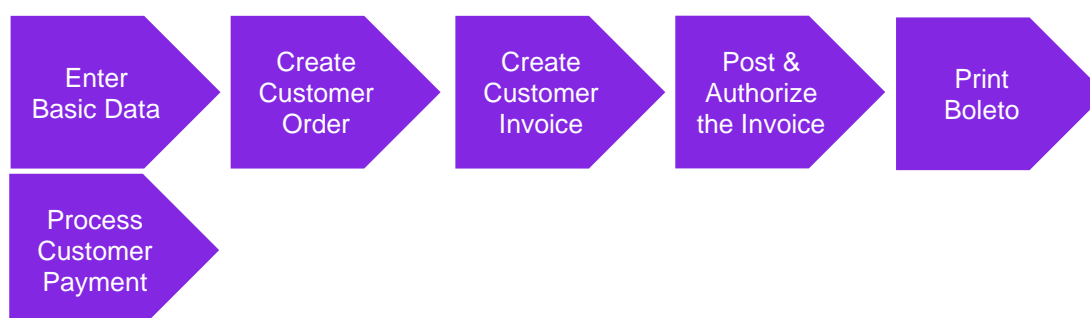 Enter
Basic Data
Create
Customer
Order
Create
Customer
Invoice
Post &
Authorize
the Invoice
Print
Boleto
Process
Customer
Payment